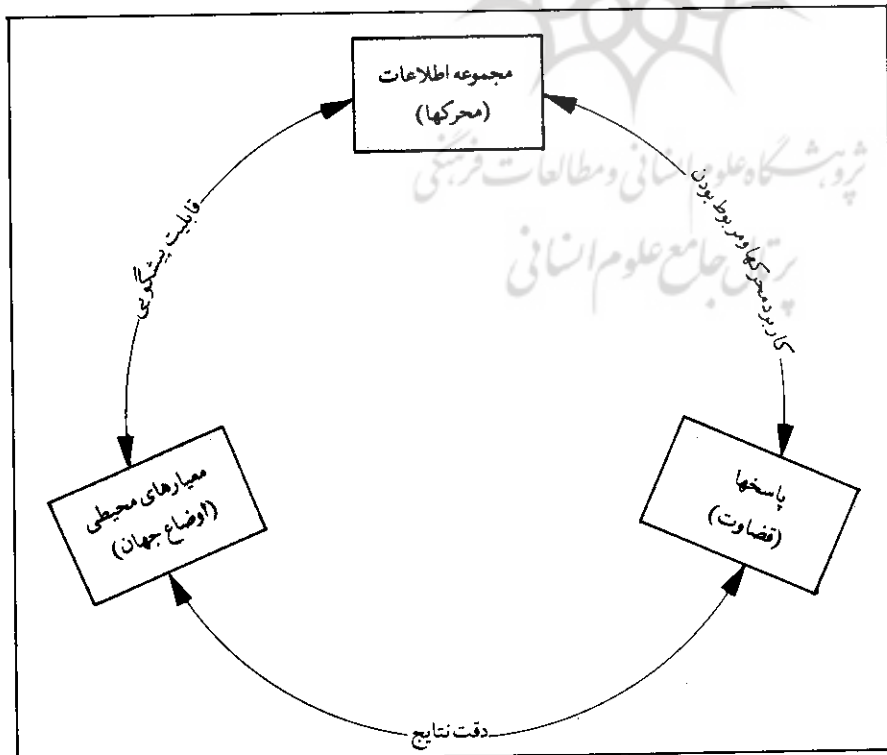 مجموعه اطلاعات
(محرکها)
پژوهشگاه علوم انسانی و مطالعات فرهنگی
پرتال جامع علوم انسانی
قابلیت پیشگویی
کاربرد محرکها و مربوط بودن
معیارهای محیطی
(اوضاع جهان)
پاسخها
(قضاوت)
دقت نتایج